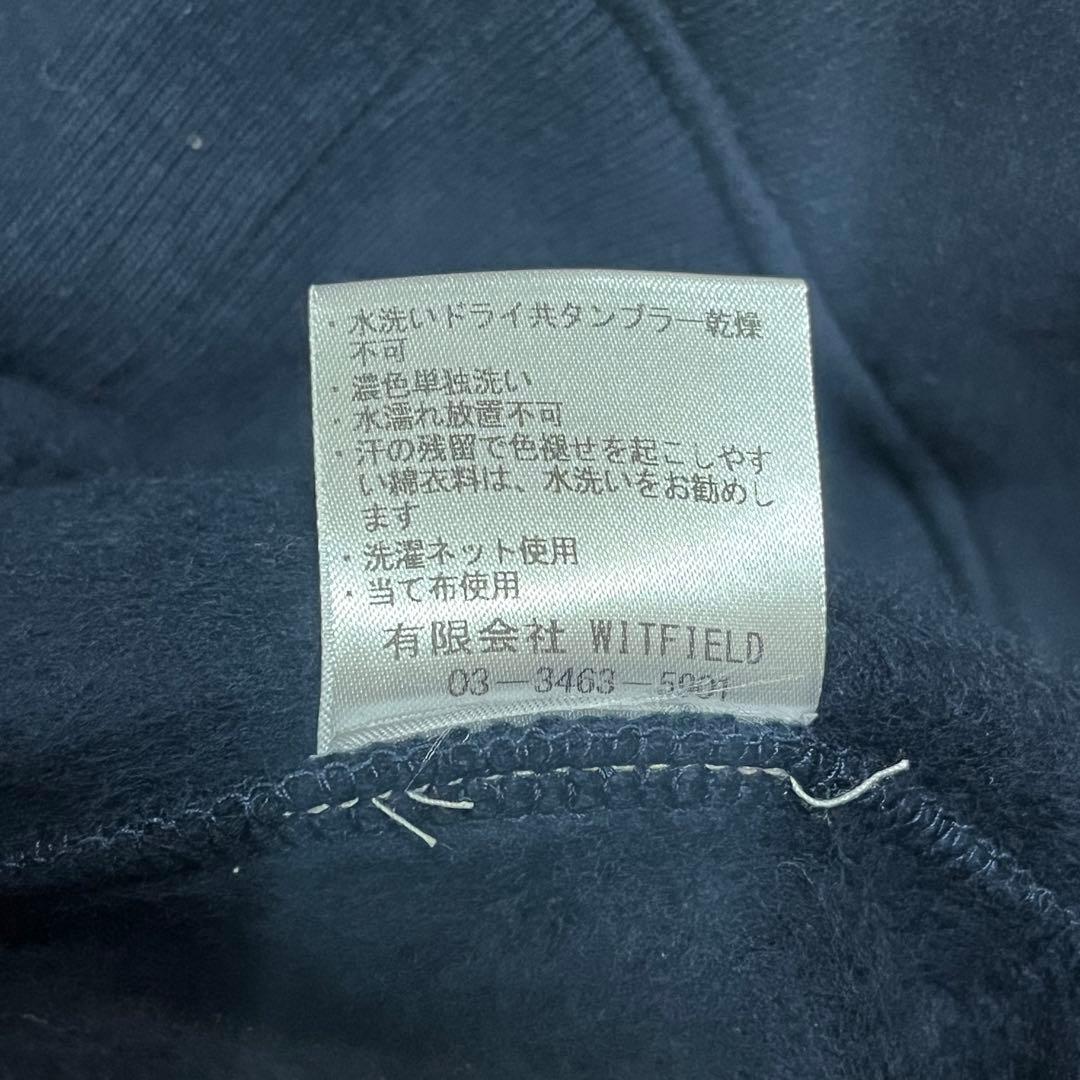 ・水洗いドライ共タンブラー乾燥
不可
・濃色単独洗い
・水濡れ放置不可
・汗の残留で色褪せを起こしやす
い綿衣料は、水洗いをお勧めし
ます
・洗濯ネット使用
・当て布使用
有限会社 WITFIELD
03-3463-5901